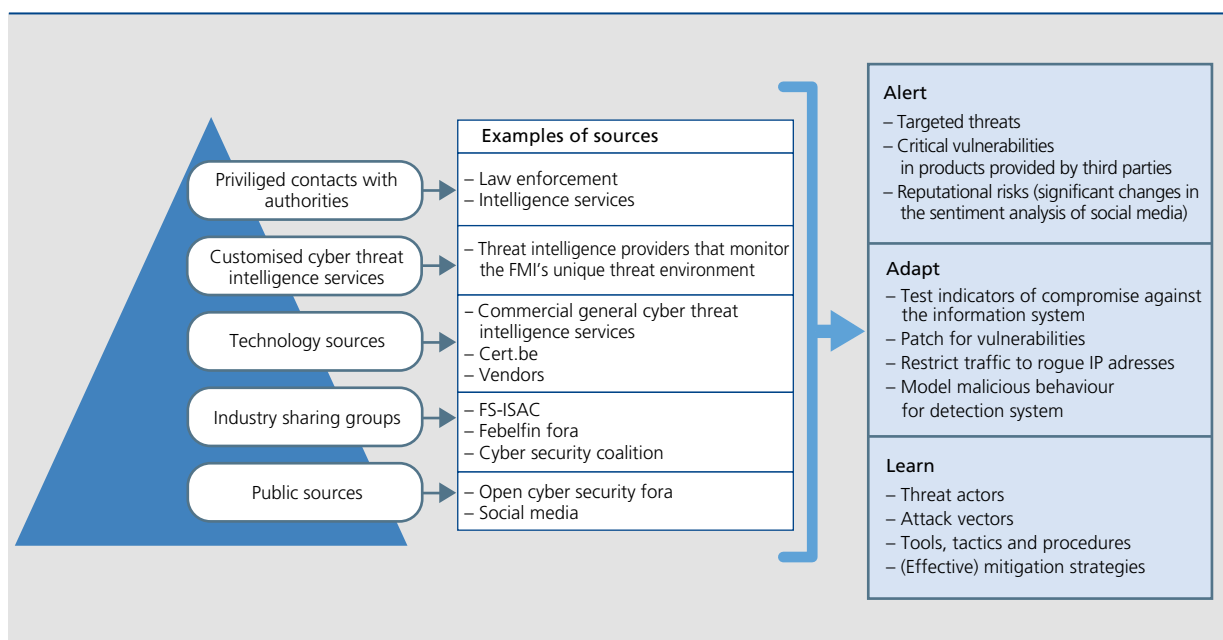 Priviliged contacts with
authorities
Customised cyber threat
intelligence services
Technology sources
Industry sharing groups
Public sources
Examples of sources
– Law enforcement
– Intelligence services
– Threat intelligence providers that monitor
the FMI’s unique threat environment
– Commercial general cyber threat
intelligence services
– Cert.be
– Vendors
– FS-ISAC
– Febelfin fora
– Cyber security coalition
– Open cyber security fora
– Social media
Alert
– Targeted threats
– Critical vulnerabilities
in products provided by third parties
– Reputational risks (significant changes in
the sentiment analysis of social media)
Adapt
– Test indicators of compromise against
the information system
– Patch for vulnerabilities
– Restrict traffic to rogue IP adresses
– Model malicious behaviour
for detection system
Learn
– Threat actors
– Attack vectors
– Tools, tactics and procedures
– (Effective) mitigation strategies